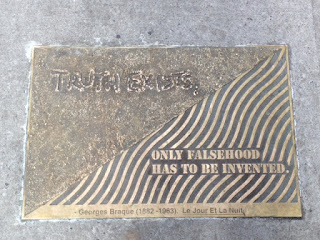 TRUTH EXISTS,
ONLY FALSEHOOD
HAS TO BE INVENTED.
- Georges Braque (1882 -1963). Le Jour Et La Nuit.